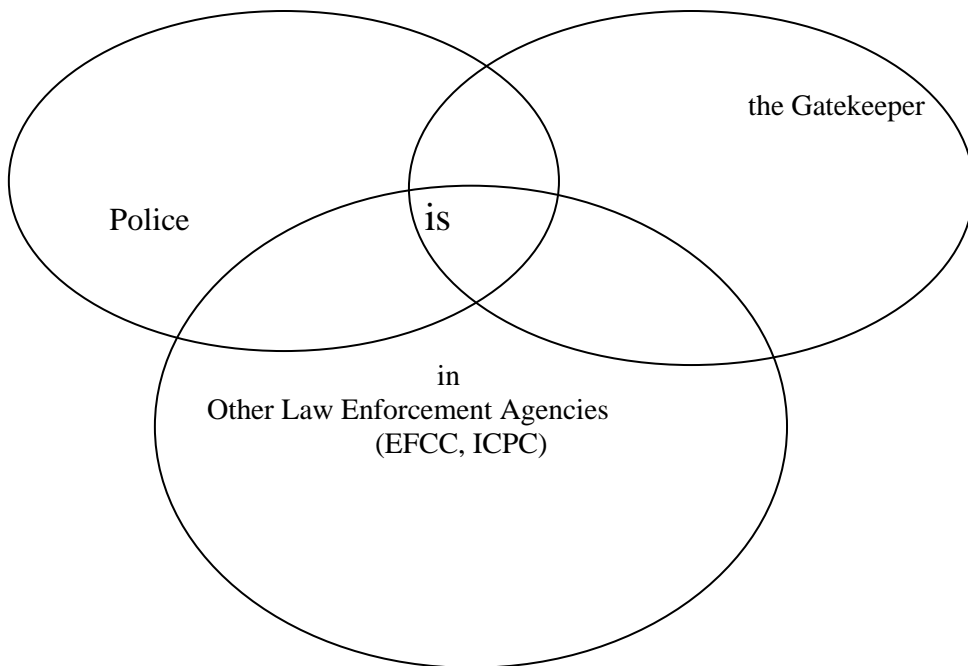 the Gatekeeper
Police
is
in
Other Law Enforcement Agencies
(EFCC, ICPC)